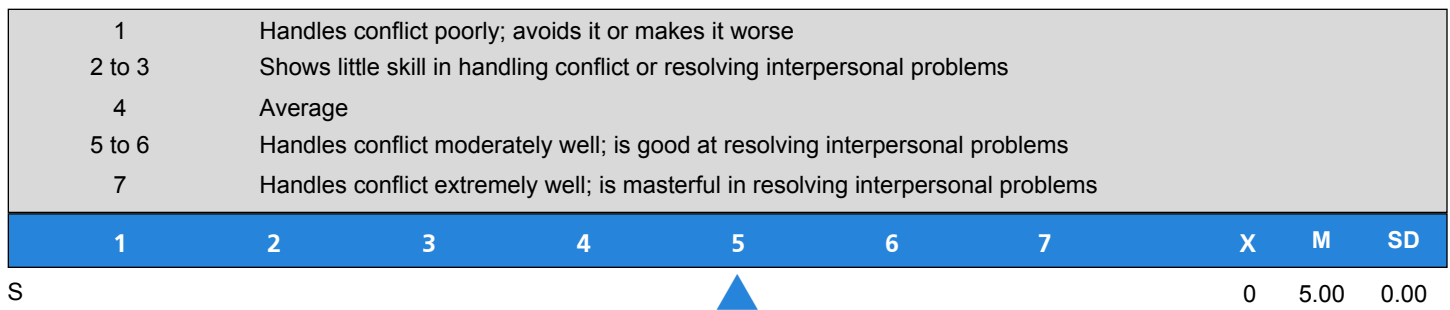 1 Handles conflict poorly; avoids it or makes it worse
2 to 3 Shows little skill in handling conflict or resolving interpersonal problems
4 Average
5 to 6 Handles conflict moderately well; is good at resolving interpersonal problems
7 Handles conflict extremely well; is masterful in resolving interpersonal problems
1 2 3 4 5 6 7 X M SD
S 0 5.00 0.00